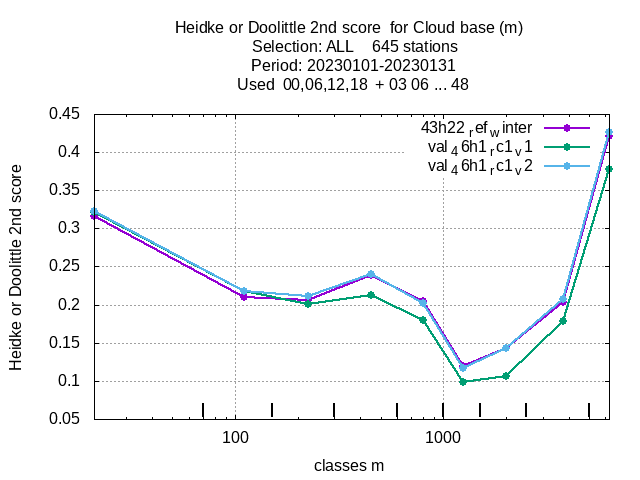 Heidke or Doolittle 2nd score  for Cloud base (m)
Selection: ALL    645 stations
Period: 20230101-20230131
Used  00,06,12,18  + 03 06 ... 48
0.45
0.4
0.35
0.3
0.25
0.2
0.15
0.1
0.05
Heidke or Doolittle 2nd score
43h22_ref_winter
val_46h1_rc1_v1
val_46h1_rc1_v2
100
1000
classes m